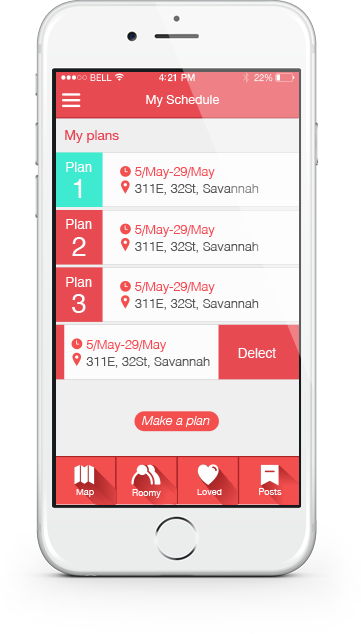 BELL 4:21 PM 22%
My Schedule
My plans
Plan
1
5/May-29/May
311E, 32St, Savannah
Plan
2
5/May-29/May
311E, 32St, Savannah
Plan
3
5/May-29/May
311E, 32St, Savannah
5/May-29/May
311E, 32St, Savannah
Delect
Make a plan
Map Roomy Loved Posts